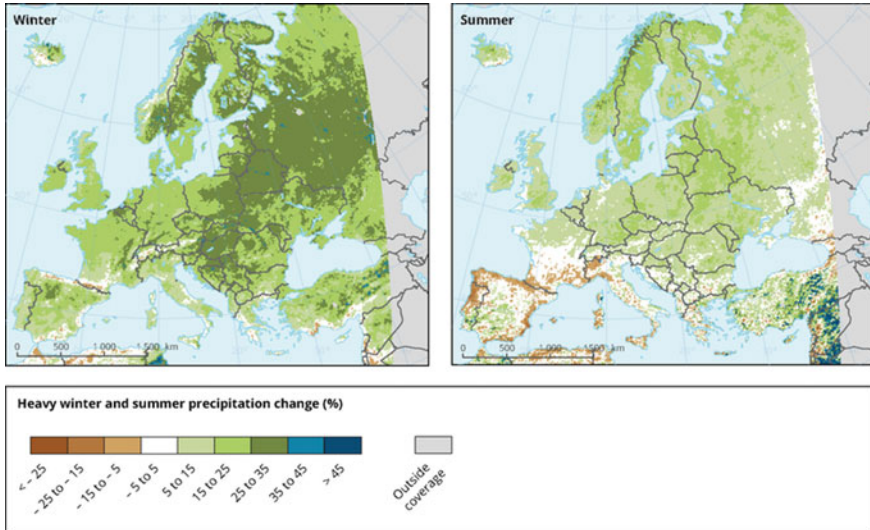 Winter
Summer
0 500 1 000 1 500 km
0 500 1 000 1 500 km
Heavy winter and summer precipitation change (%)
< – 25
– 25 to – 15
– 15 to – 5
– 5 to 5
5 to 15
15 to 25
25 to 35
35 to 45
> 45
Outside
coverage